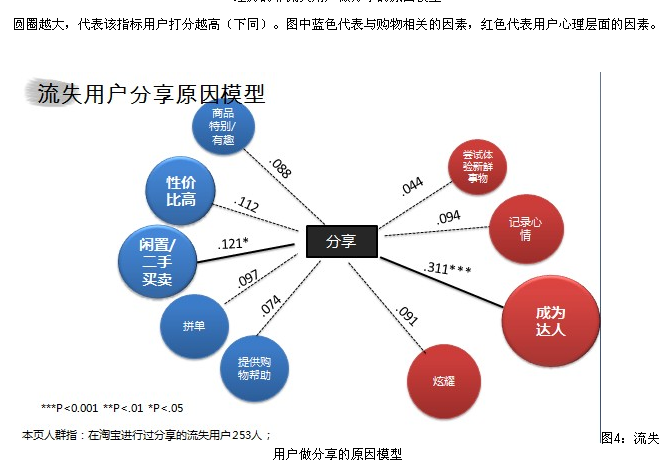 圆圈越大，代表该指标用户打分越高（下同）。图中蓝色代表与购物相关的因素，红色代表用户心理层面的因素。
流失用户分享原因模型
商品
特别/
有趣
性价
比高
闲置/
二手
买卖
拼单
提供购
物帮助
.088
.112
.121*
.097
.074
分享
.044
.094
.311***
.091
尝试体
验新鲜
事物
记录心
情
成为
达人
炫耀
***P<0.001 **P<.01 *P<.05
本页人群指：在淘宝进行过分享的流失用户253人；
图4：流失
用户做分享的原因模型